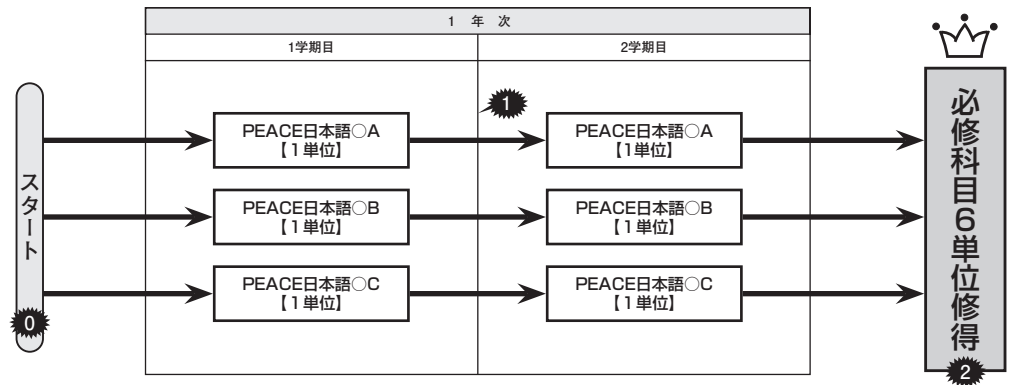 1 年 次
1学期目
2学期目
スタート
0
PEACE日本語○A
【1単位】
1
PEACE日本語○A
【1単位】
PEACE日本語○B
【1単位】
PEACE日本語○B
【1単位】
PEACE日本語○C
【1単位】
PEACE日本語○C
【1単位】
必修科目6単位修得
2